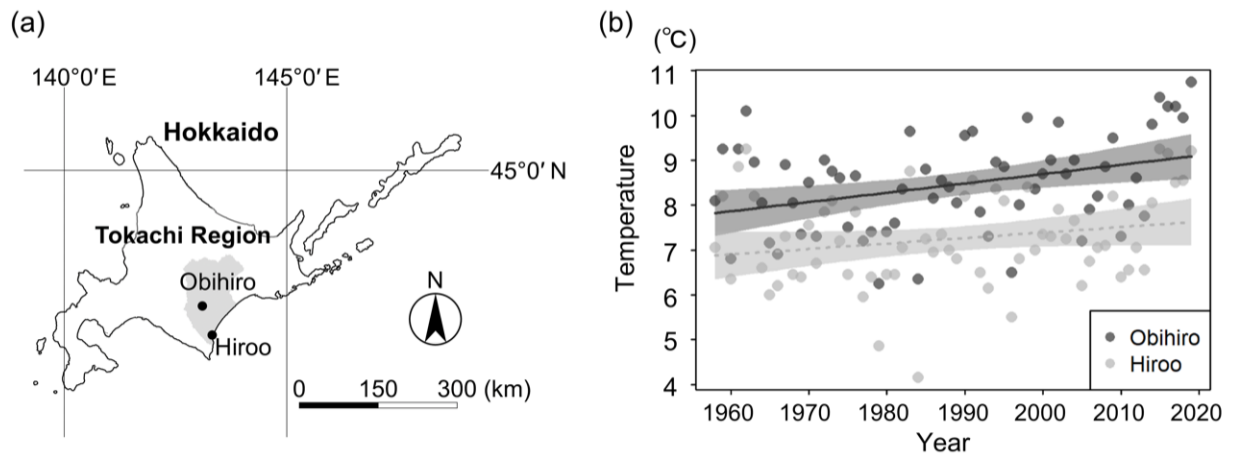 (a)
140°0′E 145°0′E
Hokkaido
45°0′N
Tokachi Region
Obihiro
N
Hiroo
0 150 300 (km)
(b)
(℃)
Temperature
11
10
9
8
7
6
5
4
Obihiro
Hiroo
1960 1970 1980 1990 2000 2010 2020
Year